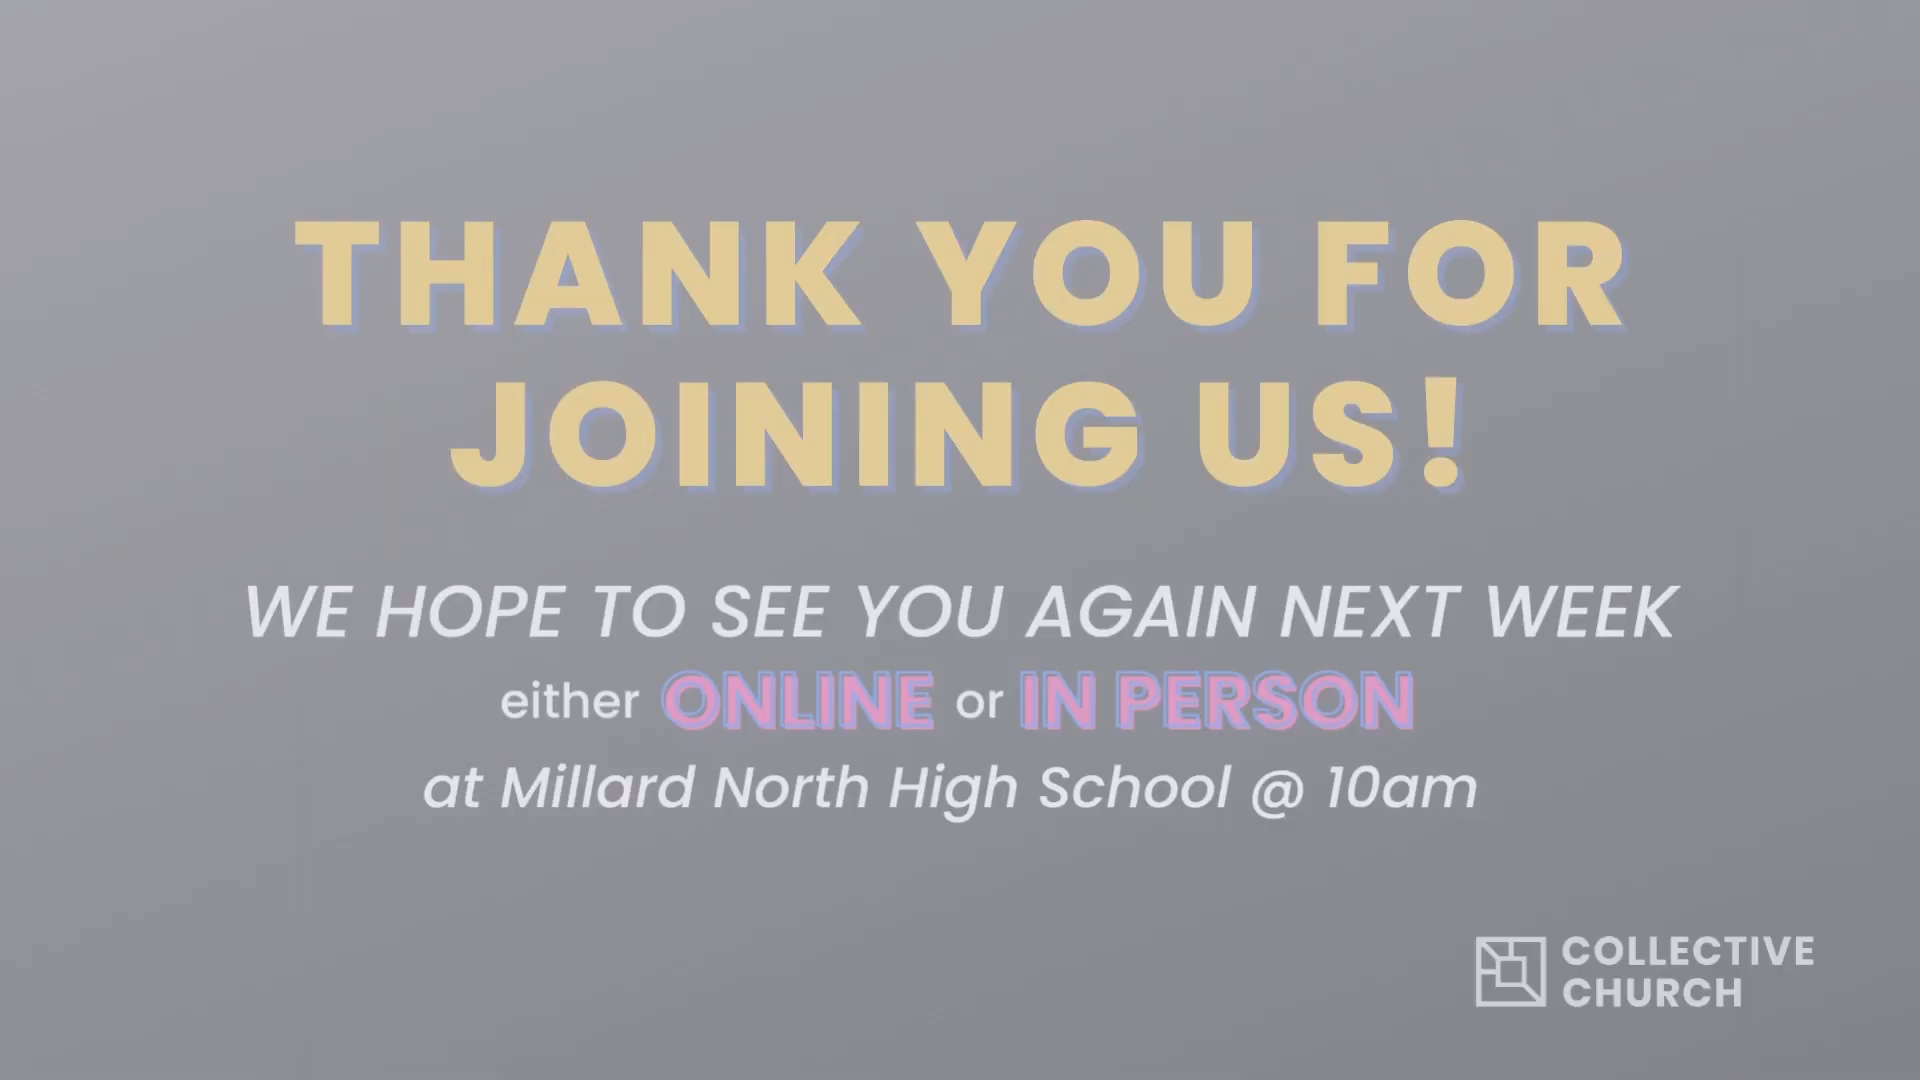 THANK YOU FOR
JOINING US!
WE HOPE TO SEE YOU AGAIN NEXT WEEK
either ONLINE or IN PERSON
at Millard North High School @ 10am
COLLECTIVE
CHURCH